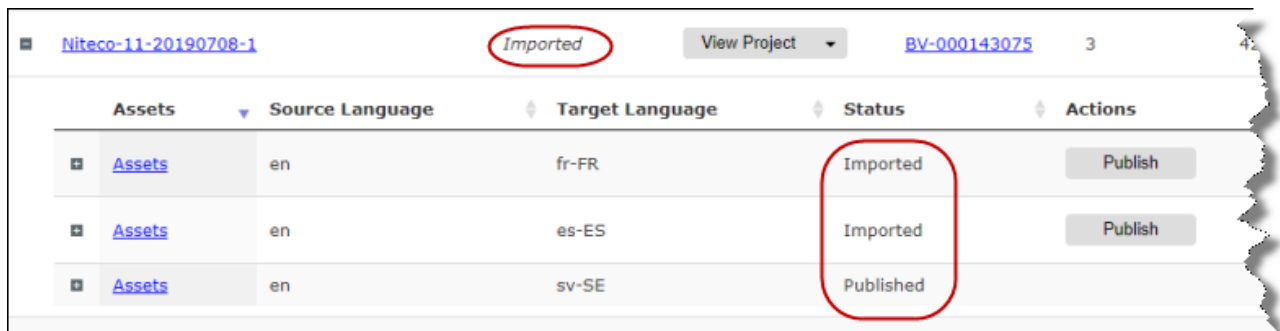 Niteco-11-20190708-1 Imported View Project BV-000143075 3
Assets Source Language Target Language Status Actions
Assets en fr-FR Imported Publish
Assets en es-ES Imported Publish
Assets en sv-SE Published